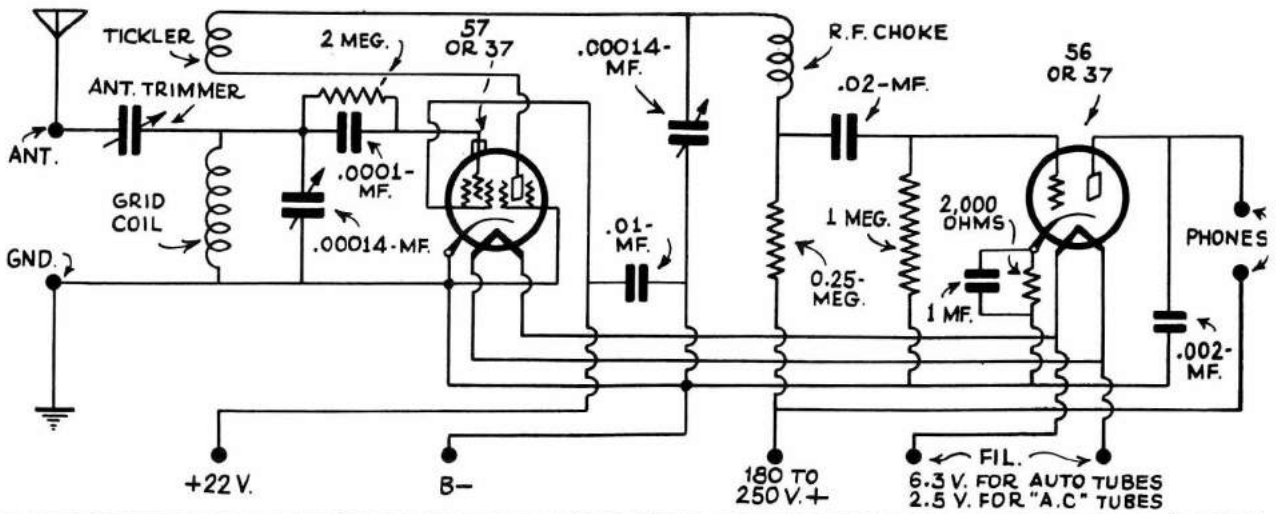 TICKLER
2 MEG.
57
OR 37
.00014-
MF.
R.F. CHOKE
56
OR 37
ANT. TRIMMER
.02-MF.
ANT.
.0001-
MF.
GRID
COIL
.00014-MF.
.01-
MF.
1 MEG.
2,000
OHMS
PHONES
GND.
0.25-
MEG.
1 MF.
.002-
MF.
+22 V.
B-
180 TO
250 V.+
FIL.
6.3 V. FOR AUTO TUBES
2.5 V. FOR "A.C" TUBES